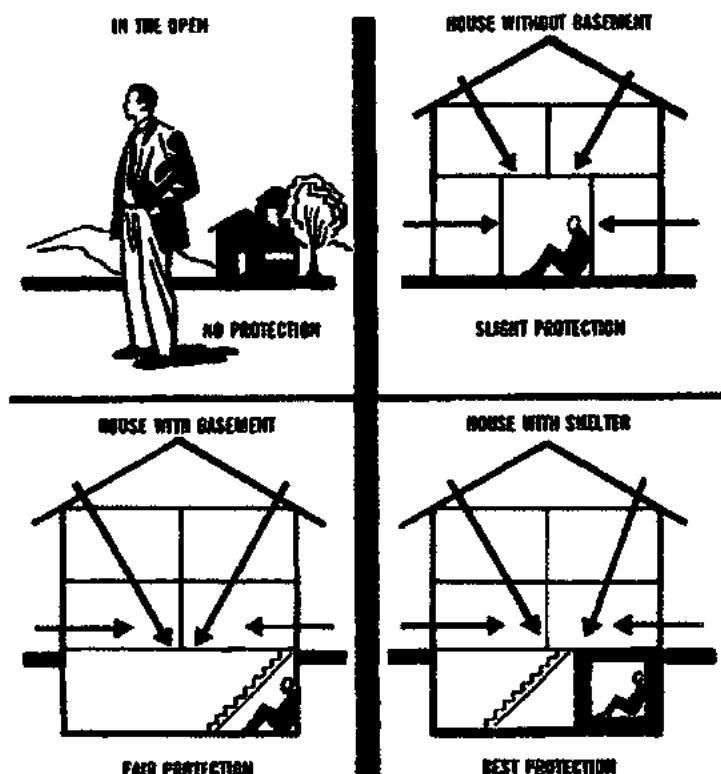 IN THE OPEN
NO PROTECTION
HOUSE WITHOUT BASEMENT
SLIGHT PROTECTION
HOUSE WITH BASEMENT
FAIR PROTECTION
HOUSE WITH SHELTER
BEST PROTECTION